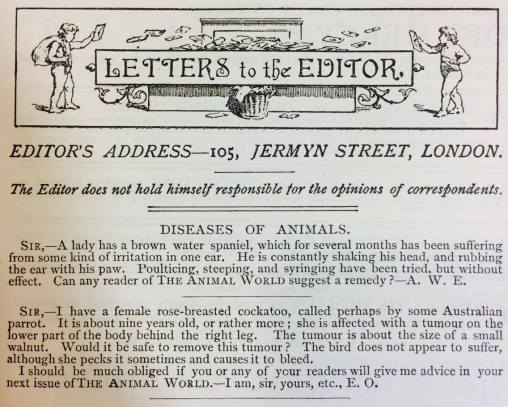 LETTERS to the EDITOR.
EDITOR'S ADDRESS—105, JERMYN STREET, LONDON.
The Editor does not hold himself responsible for the opinions of correspondents.
DISEASES OF ANIMALS.
SIR,—A lady has a brown water spaniel, which for several months has been suffering
from some kind of irritation in one ear. He is constantly shaking his head, and rubbing
the ear with his paw. Poulticing, steeping, and syringing have been tried, but without
effect. Can any reader of THE ANIMAL WORLD suggest a remedy?—A. W. E.
SIR,—I have a female rose-breasted cockatoo, called perhaps by some Australian
parrot. It is about nine years old, or rather more; she is affected with a tumour on the
lower part of the body behind the right leg. The tumour is about the size of a small
walnut. Would it be safe to remove this tumour? The bird does not appear to suffer,
although she pecks it sometimes and causes it to bleed.
I should be much obliged if you or any of your readers will give me advice in your
next issue of THE ANIMAL WORLD.—I am, sir, yours, etc., E. O.